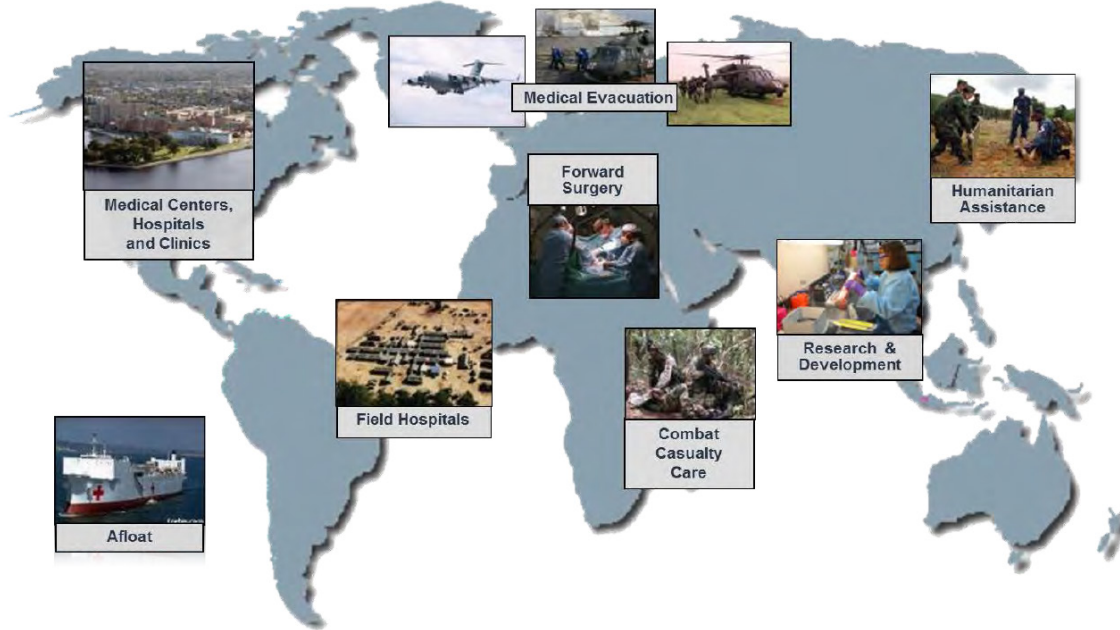 Medical Evacuation
Forward
Surgery
Medical Centers,
Hospitals
and Clinics
Humanitarian
Assistance
Research &
Development
Field Hospitals
Combat
Casualty
Care
Afloat